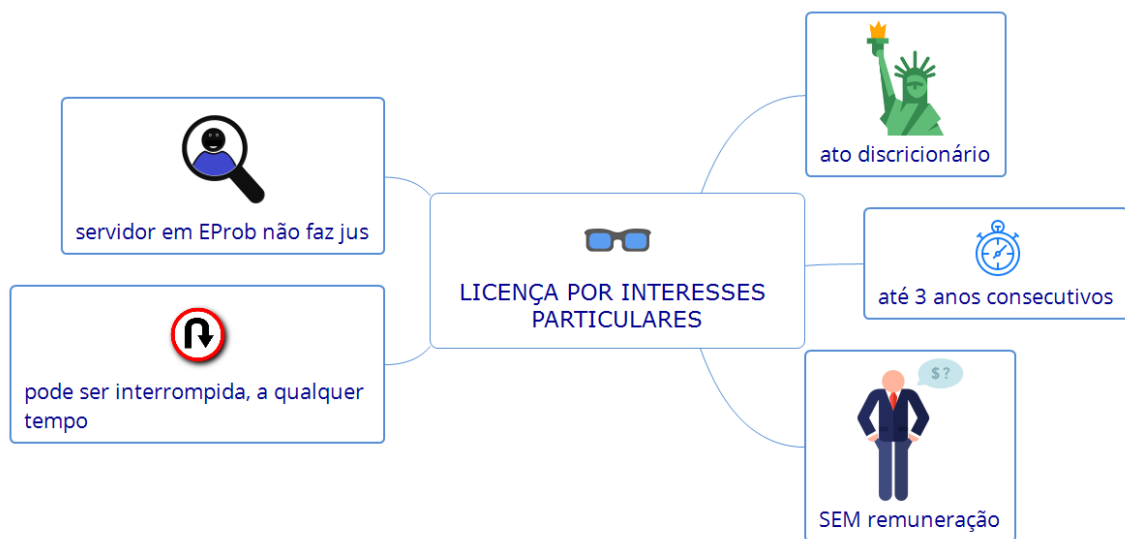 LICENÇA POR INTERESSES
PARTICULARES
ato discricionário
até 3 anos consecutivos
$ ?
SEM remuneração
servidor em EProb não faz jus
pode ser interrompida, a qualquer
tempo